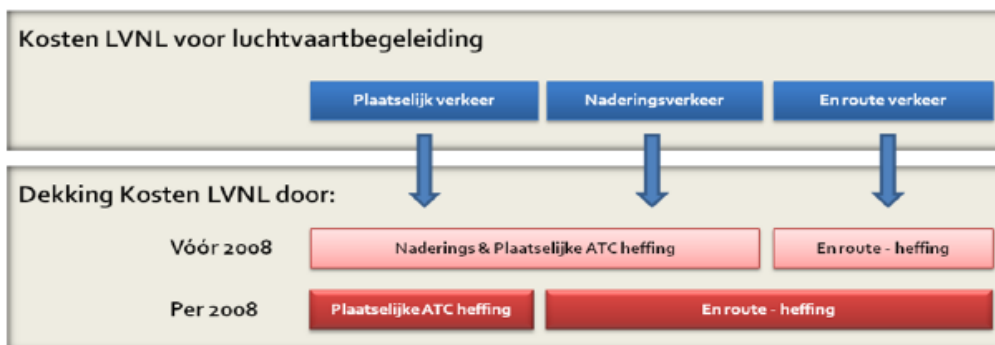 Kosten LVNL voor luchtvaartbegeleiding
Plaatselijk verkeer Naderingsverkeer En route verkeer
Dekking Kosten LVNL door:
Vóór 2008 Naderings & Plaatselijke ATC heffing En route - heffing
Per 2008 Plaatselijke ATC heffing En route - heffing